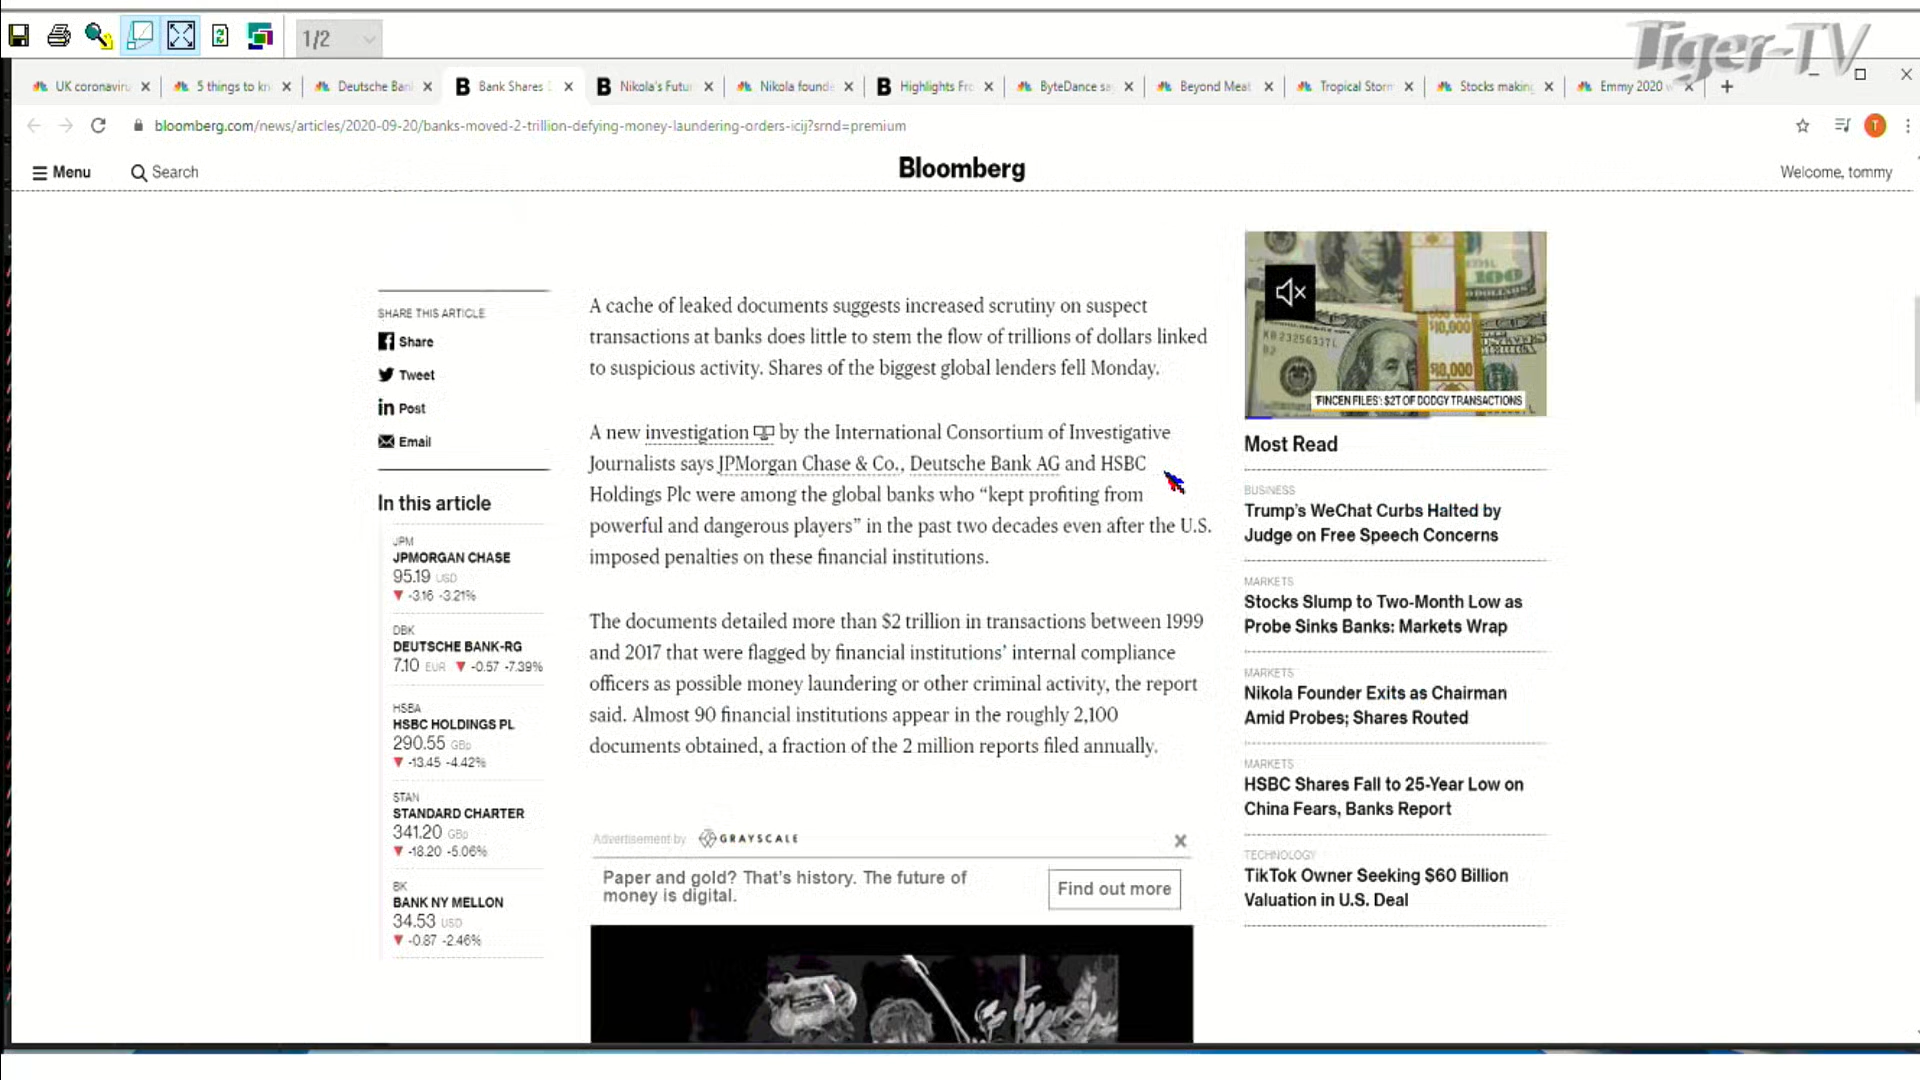 1/2
Tiger-TV
UK coronaviru
5 things to kn
Deutsche Ban
Bank Shares
Nikola's Futu
Nikola founde
Highlights Fro
ByteDance sa
Beyond Meat
Tropical Storm
Stocks making
Emmy 2020 w
bloomberg.com/news/articles/2020-09-20/banks-moved-2-trillion-defying-money-laundering-orders-icij?srnd=premium
T
Menu
Search
Bloomberg
Welcome, tommy
SHARE THIS ARTICLE
Share
Tweet
Post
Email
In this article
JPM
JPMORGAN CHASE
95.19 USD
▼ -3.16 -3.21%
DBK
DEUTSCHE BANK-RG
7.10 EUR ▼ -0.57 -7.39%
HSBA
HSBC HOLDINGS PL
290.55 GBp
▼ -13.45 -4.42%
STAN
STANDARD CHARTER
341.20 GBp
▼ -18.20 -5.06%
BK
BANK NY MELLON
34.53 USD
▼ -0.87 -2.46%
A cache of leaked documents suggests increased scrutiny on suspect
transactions at banks does little to stem the flow of trillions of dollars linked
to suspicious activity. Shares of the biggest global lenders fell Monday.
A new investigation by the International Consortium of Investigative
Journalists says JPMorgan Chase & Co., Deutsche Bank AG and HSBC
Holdings Plc were among the global banks who “kept profiting from
powerful and dangerous players” in the past two decades even after the U.S.
imposed penalties on these financial institutions.
The documents detailed more than $2 trillion in transactions between 1999
and 2017 that were flagged by financial institutions’ internal compliance
officers as possible money laundering or other criminal activity, the report
said. Almost 90 financial institutions appear in the roughly 2,100
documents obtained, a fraction of the 2 million reports filed annually.
Advertisement by GRAYSCALE
Paper and gold? That's history. The future of
money is digital.
Find out more
100
$10,000
KB23256337L
B2
$10,000
'FINCEN FILES': $2T OF DODGY TRANSACTIONS
Most Read
BUSINESS
Trump’s WeChat Curbs Halted by
Judge on Free Speech Concerns
MARKETS
Stocks Slump to Two-Month Low as
Probe Sinks Banks: Markets Wrap
MARKETS
Nikola Founder Exits as Chairman
Amid Probes; Shares Routed
MARKETS
HSBC Shares Fall to 25-Year Low on
China Fears, Banks Report
TECHNOLOGY
TikTok Owner Seeking $60 Billion
Valuation in U.S. Deal